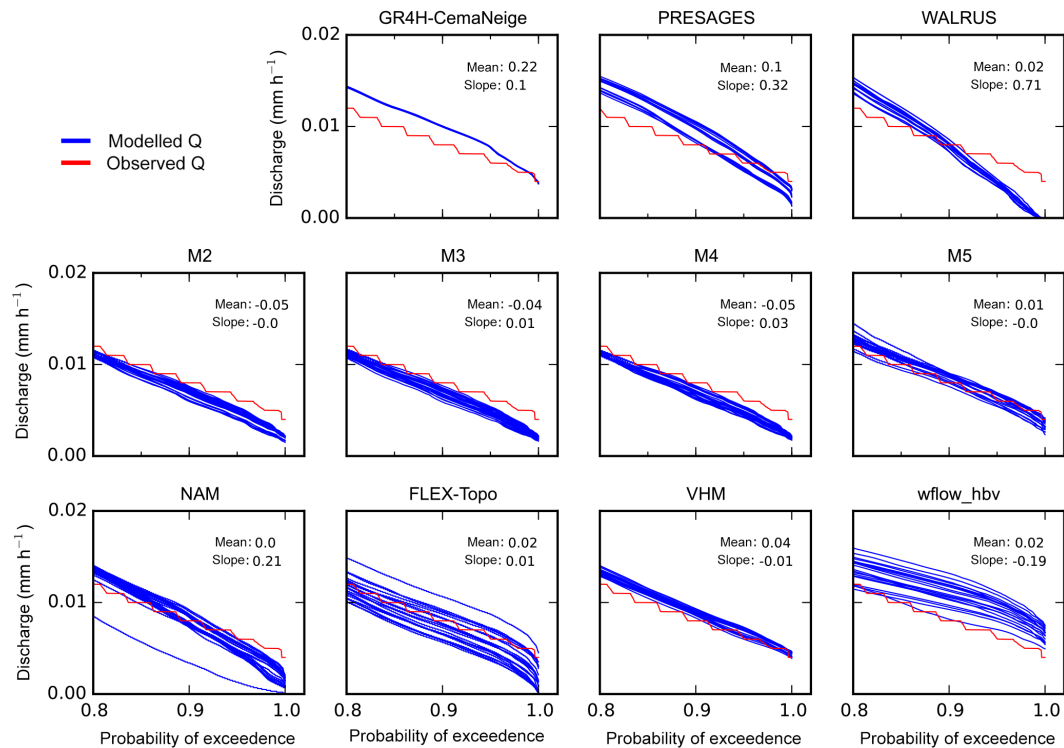 GR4H-CemaNeige PRESAGES WALRUS
0.02
Mean: 0.22 Mean: 0.1 Mean: 0.02
Slope: 0.1 Slope: 0.32 Slope: 0.71
Modelled Q
Observed Q
0.01
Discharge (mm h⁻¹)
0.00
M2 M3 M4 M5
0.02
Mean: -0.05 Mean: -0.04 Mean: -0.05 Mean: 0.01
Slope: -0.0 Slope: 0.01 Slope: 0.03 Slope: -0.0
0.01
Discharge (mm h⁻¹)
0.00
NAM FLEX-Topo VHM wflow_hbv
0.02
Mean: 0.0 Mean: 0.02 Mean: 0.04 Mean: 0.02
Slope: 0.21 Slope: 0.01 Slope: -0.01 Slope: -0.19
0.01
Discharge (mm h⁻¹)
0.00
0.8 0.9 1.0 0.8 0.9 1.0 0.8 0.9 1.0 0.8 0.9 1.0
Probability of exceedence Probability of exceedence Probability of exceedence Probability of exceedence